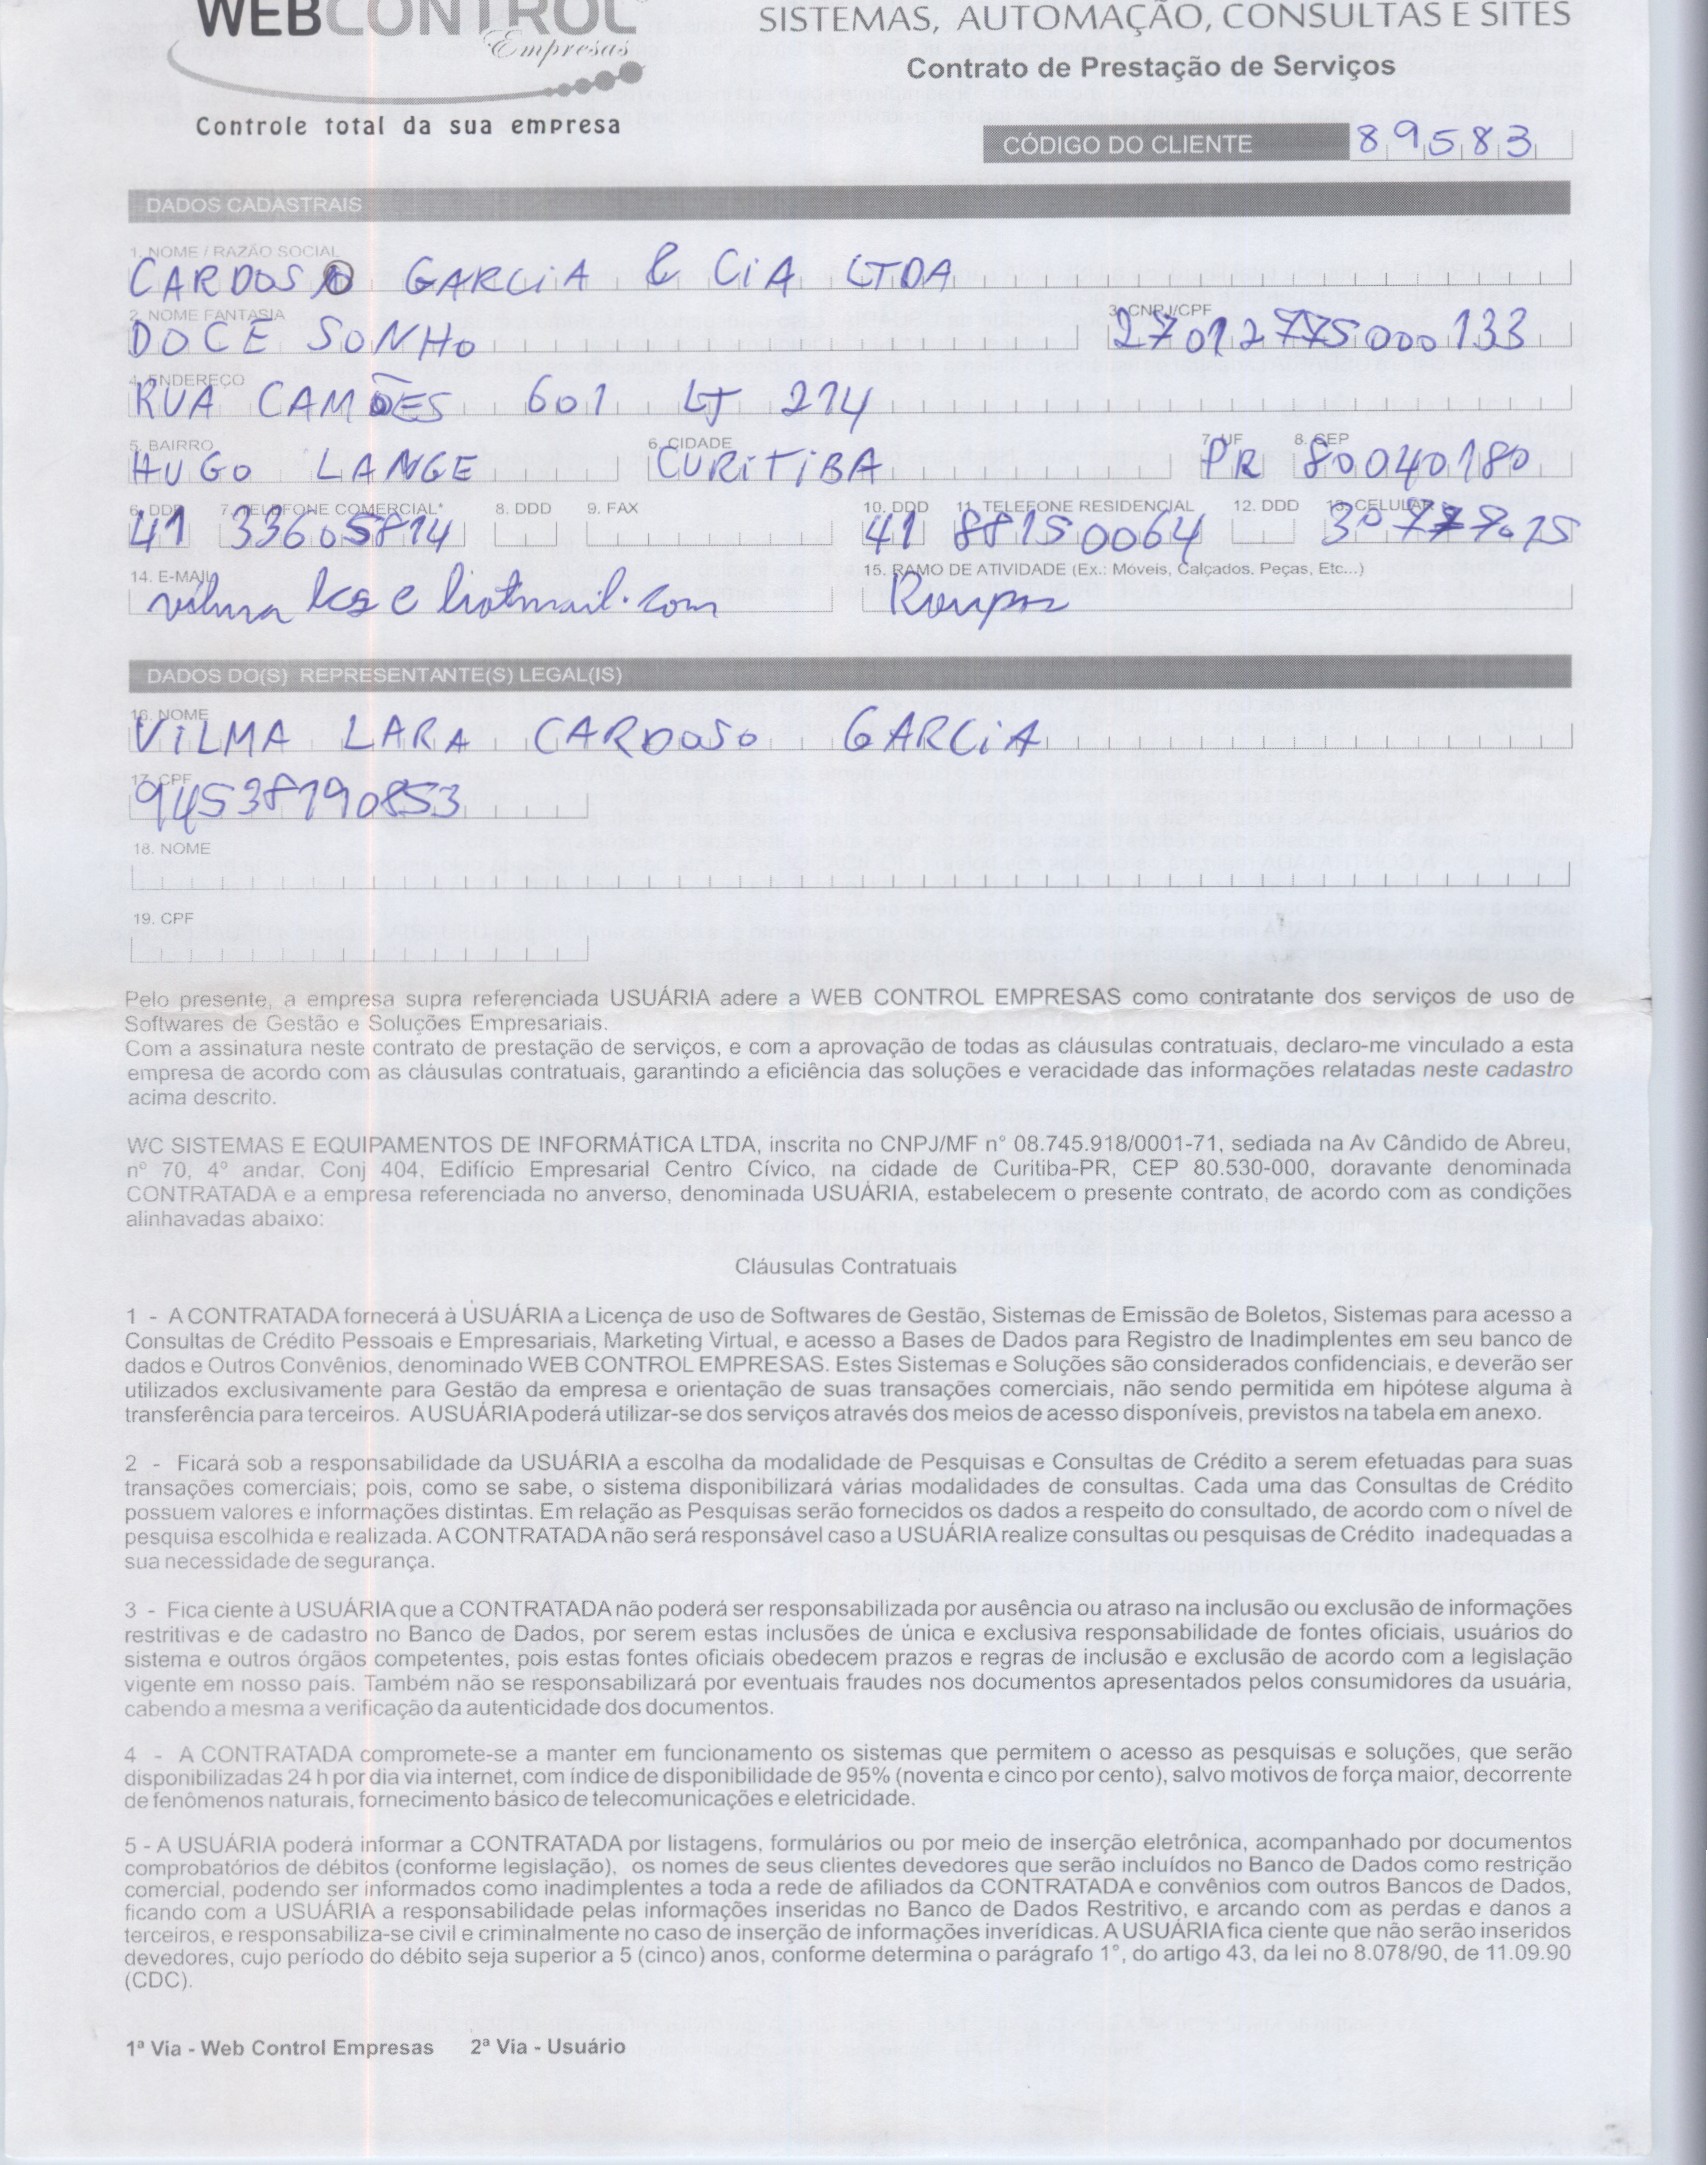 WEBCONTROL
Empresas
Controle total da sua empresa
SISTEMAS, AUTOMAÇÃO, CONSULTAS E SITES
Contrato de Prestação de Serviços
CÓDIGO DO CLIENTE 89583
DADOS CADASTRAIS
1. NOME / RAZÃO SOCIAL
CARDOSO GARCIA & CIA LTDA
2. NOME FANTASIA 3. CNPJ/CPF
DOCE SONHO 27012775000133
4. ENDEREÇO
RUA CAMÕES 601 LJ 214
5. BAIRRO 6. CIDADE 7. UF 8. CEP
HUGO LANGE CURITIBA PR 80040180
6. DDD 7. TELEFONE COMERCIAL* 8. DDD 9. FAX 10. DDD 11. TELEFONE RESIDENCIAL 12. DDD 13. CELULAR
41 33605814 41 88150064
14. E-MAIL 15. RAMO DE ATIVIDADE (Ex.: Móveis, Calçados. Peças, Etc...)
vilma @hotmail.com Roupas
DADOS DO(S) REPRESENTANTE(S) LEGAL(IS)
16. NOME
VILMA LARA CARDOSO GARCIA
17. CPF
94538190853
18. NOME
19. CPF
Pelo presente, a empresa supra referenciada USUÁRIA adere a WEB CONTROL EMPRESAS como contratante dos serviços de uso de
Softwares de Gestão e Soluções Empresariais.
Com a assinatura neste contrato de prestação de serviços, e com a aprovação de todas as cláusulas contratuais, declaro-me vinculado a esta
empresa de acordo com as cláusulas contratuais, garantindo a eficiência das soluções e veracidade das informações relatadas neste cadastro
acima descrito.
WC SISTEMAS E EQUIPAMENTOS DE INFORMÁTICA LTDA, inscrita no CNPJ/MF nº 08.745.918/0001-71, sediada na Av Cândido de Abreu,
nº 70, 4º andar, Conj 404, Edifício Empresarial Centro Cívico, na cidade de Curitiba-PR, CEP 80.530-000, doravante denominada
CONTRATADA e a empresa referenciada no anverso, denominada USUÁRIA, estabelecem o presente contrato, de acordo com as condições
alinhavadas abaixo:
Cláusulas Contratuais
1 - A CONTRATADA fornecerá à USUÁRIA a Licença de uso de Softwares de Gestão, Sistemas de Emissão de Boletos, Sistemas para acesso a
Consultas de Crédito Pessoais e Empresariais, Marketing Virtual, e acesso a Bases de Dados para Registro de Inadimplentes em seu banco de
dados e Outros Convênios, denominado WEB CONTROL EMPRESAS. Estes Sistemas e Soluções são considerados confidenciais, e deverão ser
utilizados exclusivamente para Gestão da empresa e orientação de suas transações comerciais, não sendo permitida em hipótese alguma à
transferência para terceiros. A USUÁRIA poderá utilizar-se dos serviços através dos meios de acesso disponíveis, previstos na tabela em anexo.
2 - Ficará sob a responsabilidade da USUÁRIA a escolha da modalidade de Pesquisas e Consultas de Crédito a serem efetuadas para suas
transações comerciais; pois, como se sabe, o sistema disponibilizará várias modalidades de consultas. Cada uma das Consultas de Crédito
possuem valores e informações distintas. Em relação as Pesquisas serão fornecidos os dados a respeito do consultado, de acordo com o nível de
pesquisa escolhida e realizada. A CONTRATADA não será responsável caso a USUÁRIA realize consultas ou pesquisas de Crédito inadequadas a
sua necessidade de segurança.
3 - Fica ciente à USUÁRIA que a CONTRATADA não poderá ser responsabilizada por ausência ou atraso na inclusão ou exclusão de informações
restritivas e de cadastro no Banco de Dados, por serem estas inclusões de única e exclusiva responsabilidade de fontes oficiais, usuários do
sistema e outros órgãos competentes, pois estas fontes oficiais obedecem prazos e regras de inclusão e exclusão de acordo com a legislação
vigente em nosso país. Também não se responsabilizará por eventuais fraudes nos documentos apresentados pelos consumidores da usuária,
cabendo a mesma a verificação da autenticidade dos documentos.
4 - A CONTRATADA compromete-se a manter em funcionamento os sistemas que permitem o acesso as pesquisas e soluções, que serão
disponibilizadas 24 h por dia via internet, com índice de disponibilidade de 95% (noventa e cinco por cento), salvo motivos de força maior, decorrente
de fenômenos naturais, fornecimento básico de telecomunicações e eletricidade.
5 - A USUÁRIA poderá informar a CONTRATADA por listagens, formulários ou por meio de inserção eletrônica, acompanhado por documentos
comprobatórios de débitos (conforme legislação), os nomes de seus clientes devedores que serão incluídos no Banco de Dados como restrição
comercial, podendo ser informados como inadimplentes a toda a rede de afiliados da CONTRATADA e convênios com outros Bancos de Dados,
ficando com a USUÁRIA a responsabilidade pelas informações inseridas no Banco de Dados Restritivo, e arcando com as perdas e danos a
terceiros, e responsabiliza-se civil e criminalmente no caso de inserção de informações inverídicas. A USUÁRIA fica ciente que não serão inseridos
devedores, cujo período do débito seja superior a 5 (cinco) anos, conforme determina o parágrafo 1°, do artigo 43, da lei no 8.078/90, de 11.09.90
(CDC).
1ª Via - Web Control Empresas 2ª Via - Usuário